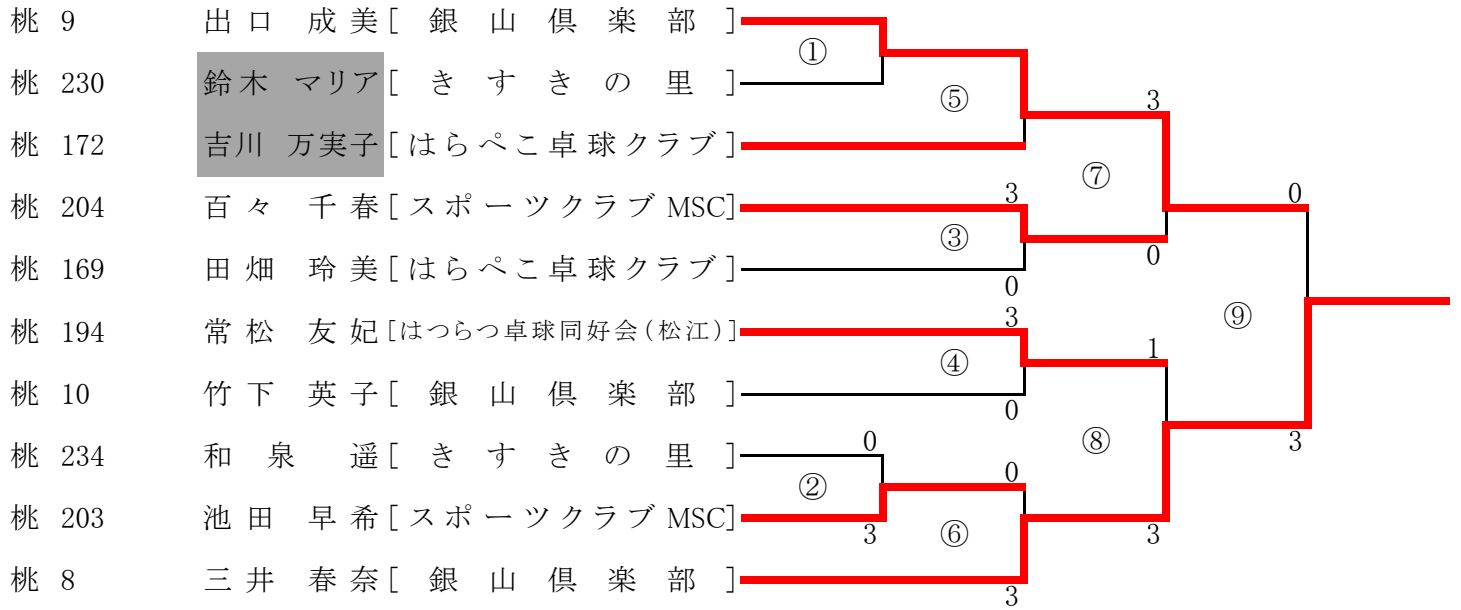 桃 9 出口 成美[銀山倶楽部]
①
桃 230 鈴木 マリア[きすきの里]
⑤ 3
桃 172 吉川 万実子[はらぺこ卓球クラブ]
⑦
桃 204 百々 千春[スポーツクラブ MSC] 3 0
③ 0
桃 169 田畑 玲美[はらぺこ卓球クラブ] 0
桃 194 常松 友妃[はつらつ卓球同好会(松江)] 3 ⑨
④ 1
桃 10 竹下 英子[銀山倶楽部] 0
桃 234 和泉 遥[きすきの里] 0 ⑧ 3
② 0
桃 203 池田 早希[スポーツクラブ MSC] 3 ⑥ 3
桃 8 三井 春奈[銀山倶楽部] 3